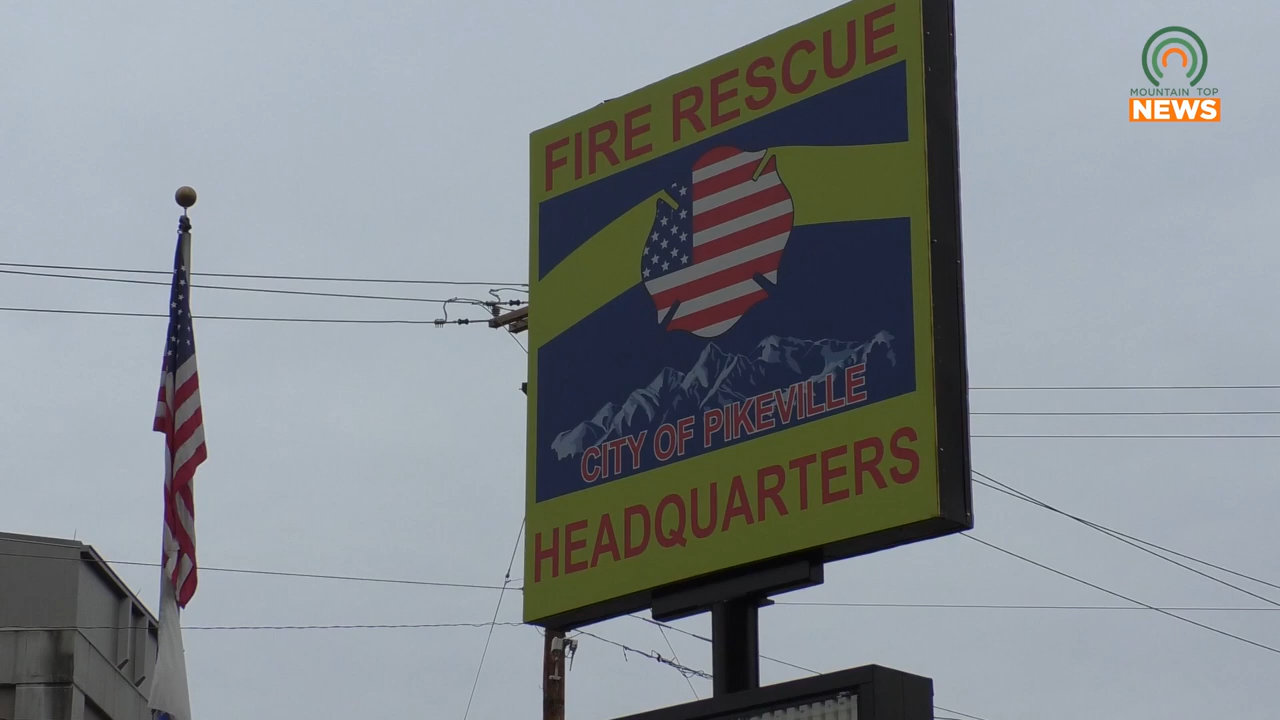 FIRE RESCUE
CITY OF PIKEVILLE
HEADQUARTERS
MOUNTAIN TOP
NEWS